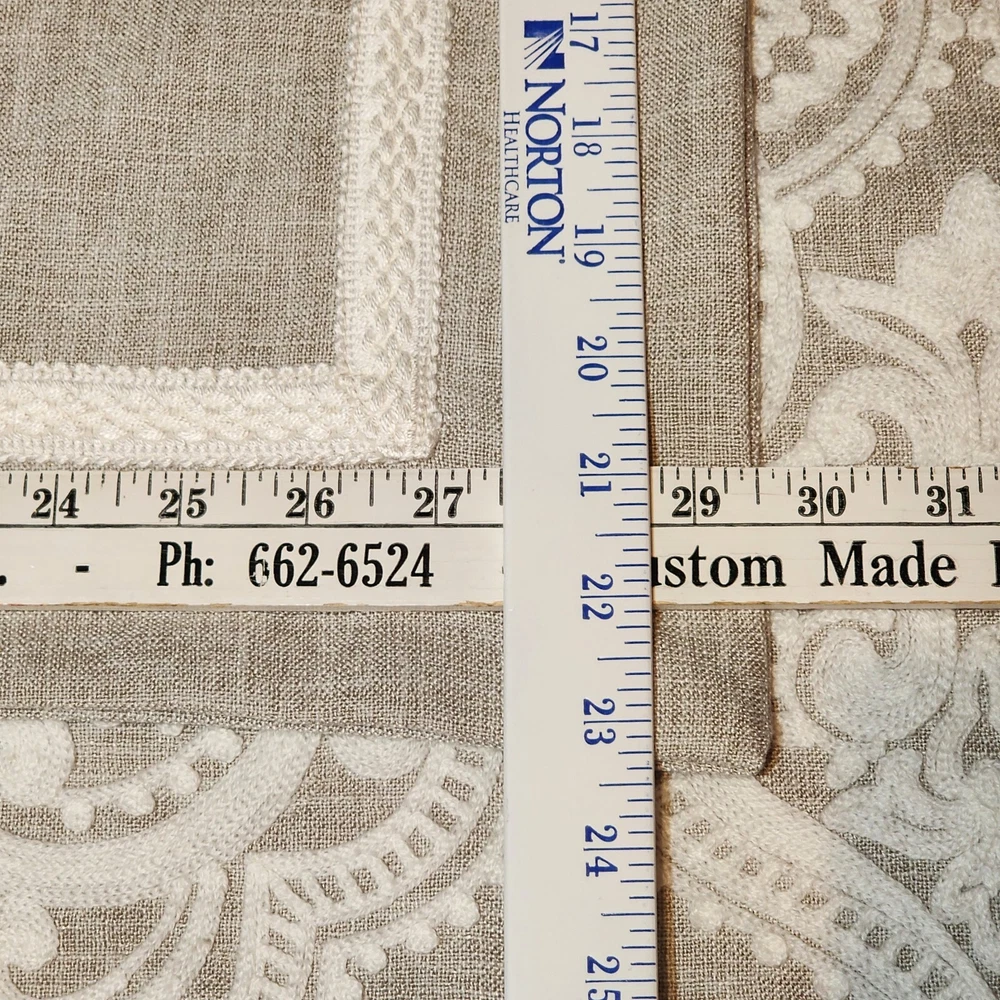 17 18 19 20 21 22 23 24 25
NORTON
HEALTHCARE
24 25 26 27 29 30 31
. - Ph: 662-6524 ustom Made